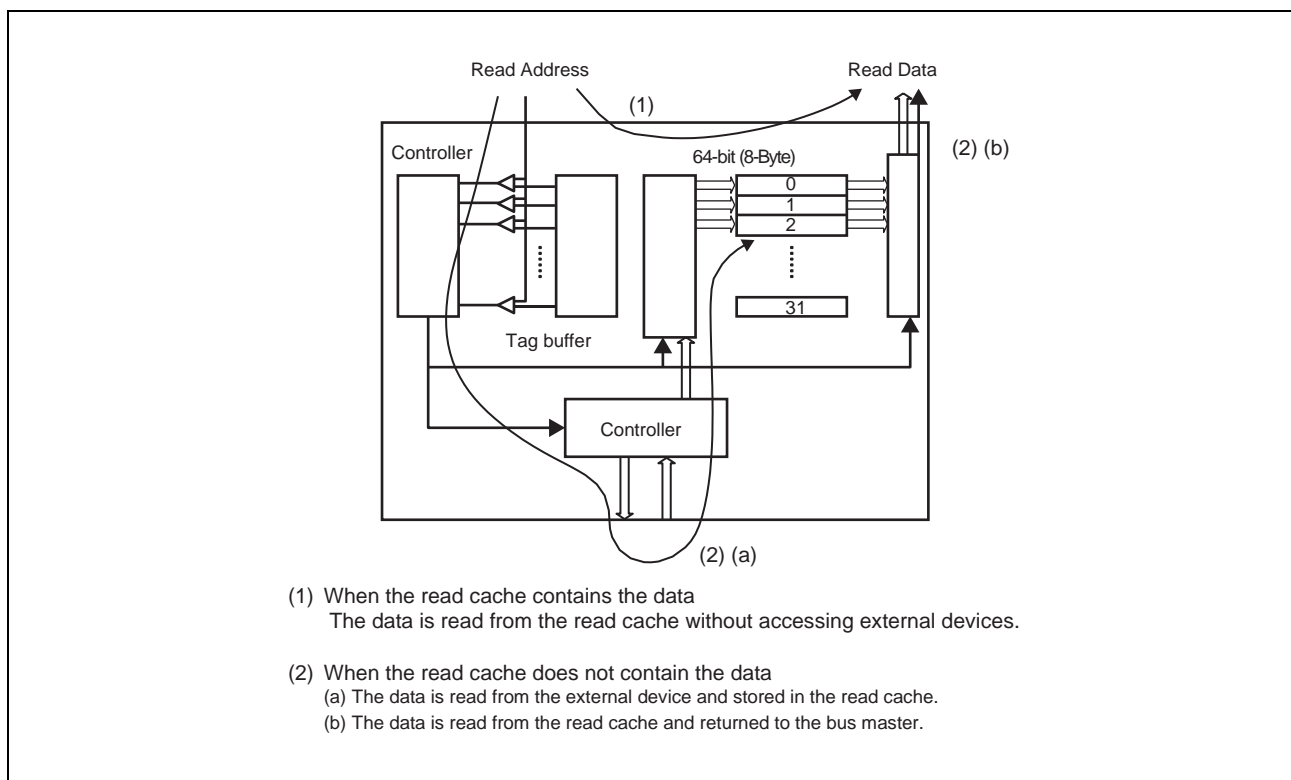 Read Address
Read Data
(1)
Controller
64-bit (8-Byte)
(2) (b)
0
1
2
31
Tag buffer
Controller
(2) (a)
(1) When the read cache contains the data
The data is read from the read cache without accessing external devices.
(2) When the read cache does not contain the data
(a) The data is read from the external device and stored in the read cache.
(b) The data is read from the read cache and returned to the bus master.